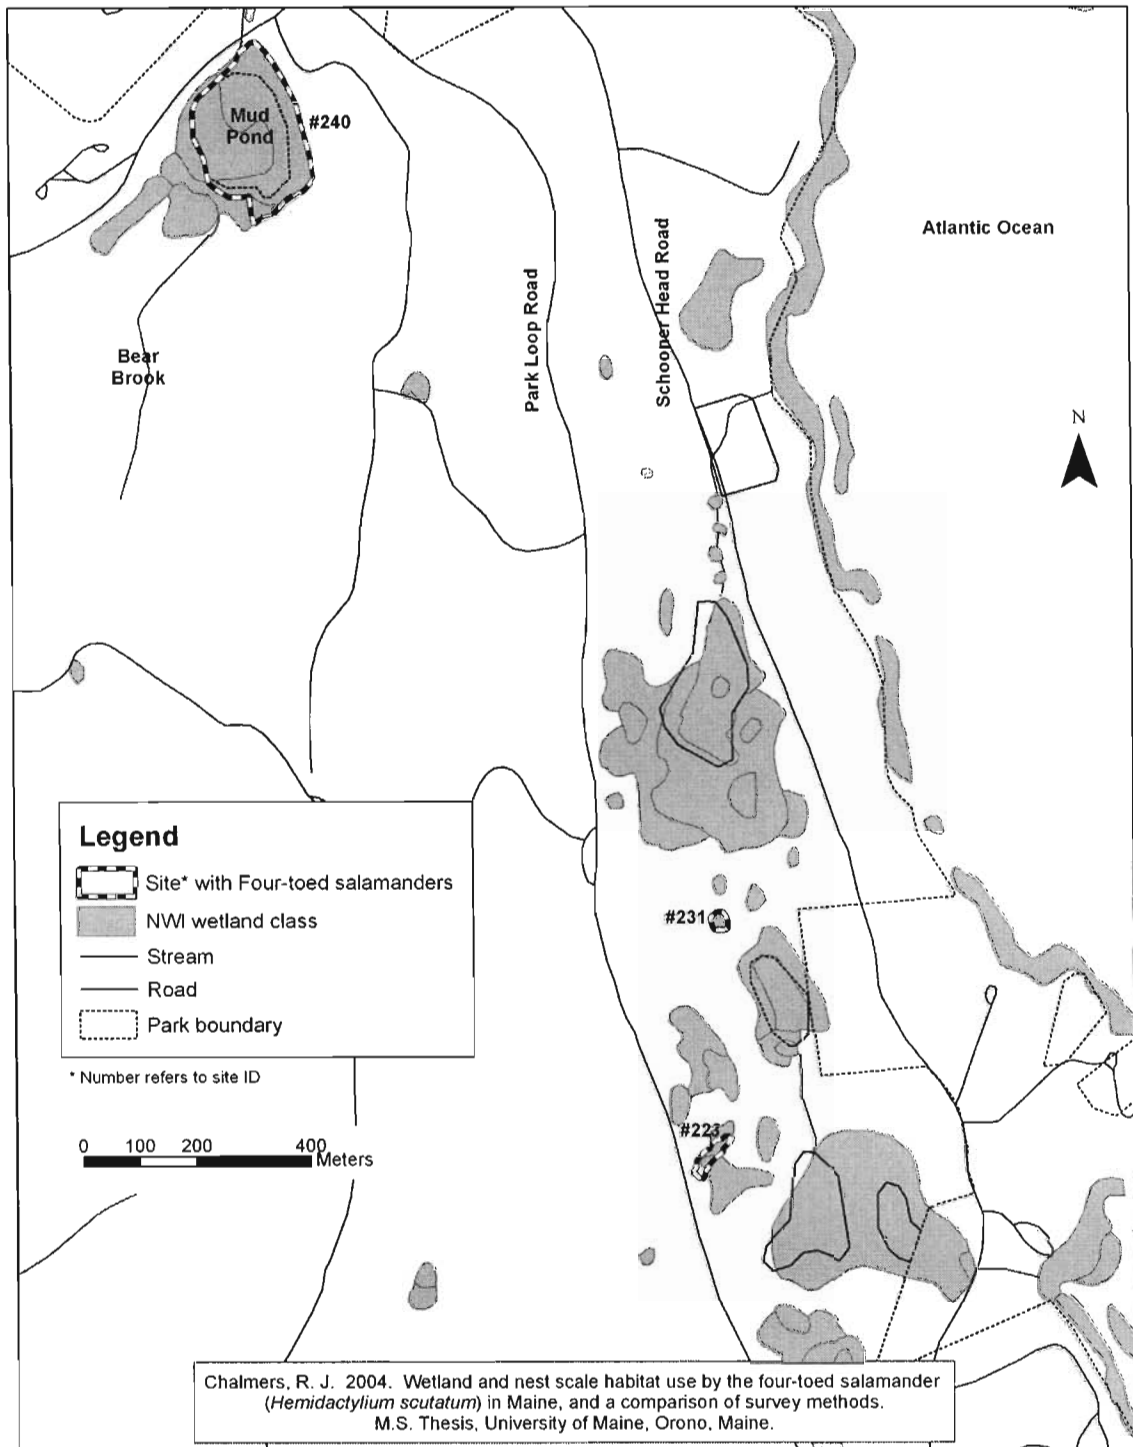 Mud
Pond
#240
Atlantic Ocean
Schooper Head Road
Park Loop Road
Bear
Brook
N
Legend
Site* with Four-toed salamanders
NWI wetland class
Stream
Road
Park boundary
* Number refers to site ID
#231
#223
0 100 200 400
Meters
Chalmers, R. J. 2004. Wetland and nest scale habitat use by the four-toed salamander
(Hemidactylium scutatum) in Maine, and a comparison of survey methods.
M.S. Thesis, University of Maine, Orono, Maine.